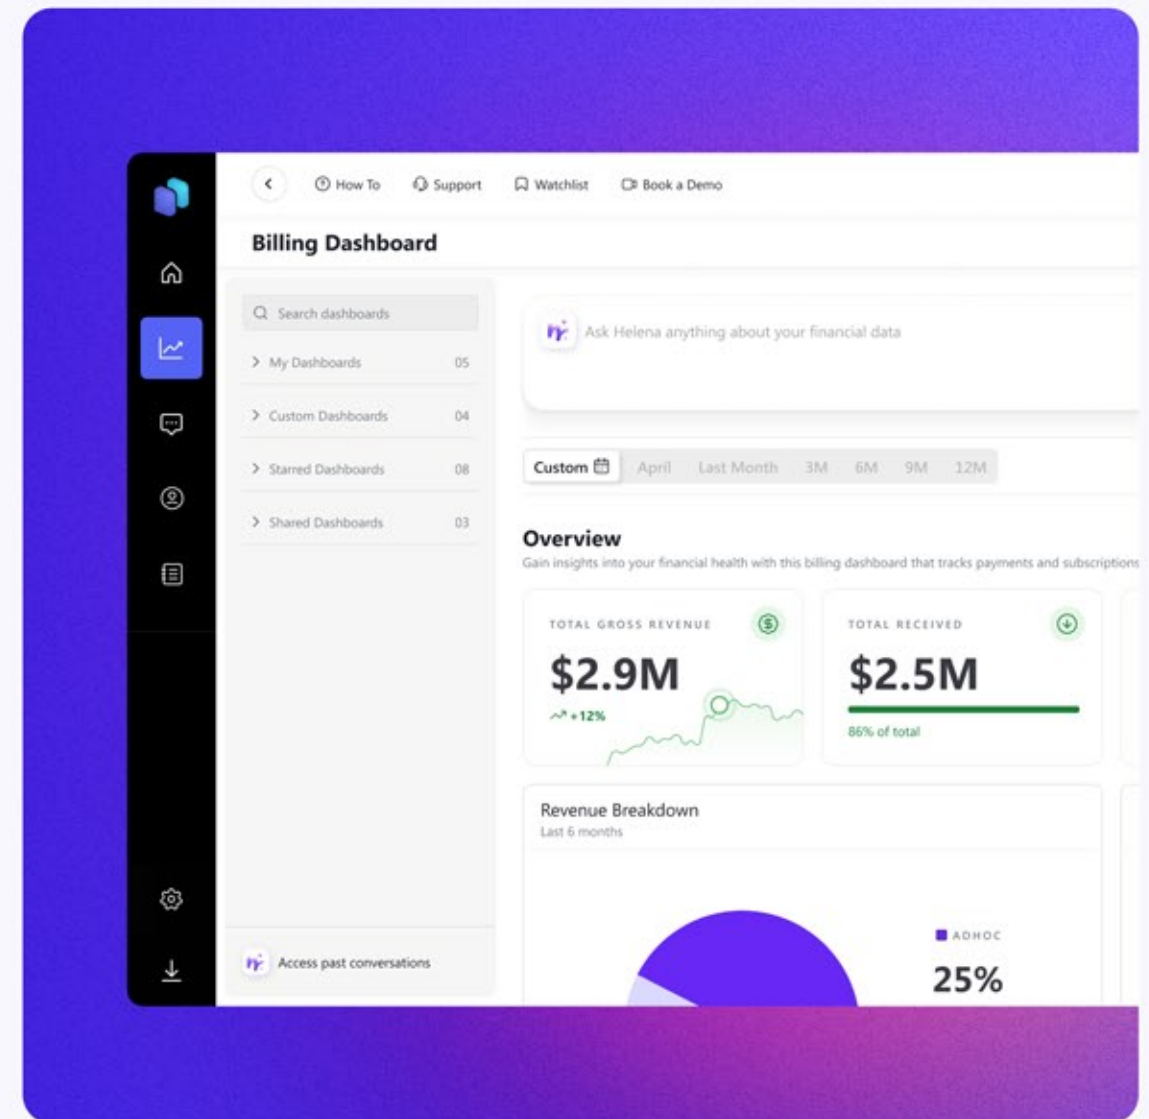 How To Support Watchlist Book a Demo
Billing Dashboard
Search dashboards
My Dashboards 05
Custom Dashboards 04
Starred Dashboards 08
Shared Dashboards 03
Access past conversations
Ask Helena anything about your financial data
Custom April Last Month 3M 6M 9M 12M
Overview
Gain insights into your financial health with this billing dashboard that tracks payments and subscriptions
TOTAL GROSS REVENUE
$2.9M
+12%
TOTAL RECEIVED
$2.5M
86% of total
Revenue Breakdown
Last 6 months
ADHOC
25%